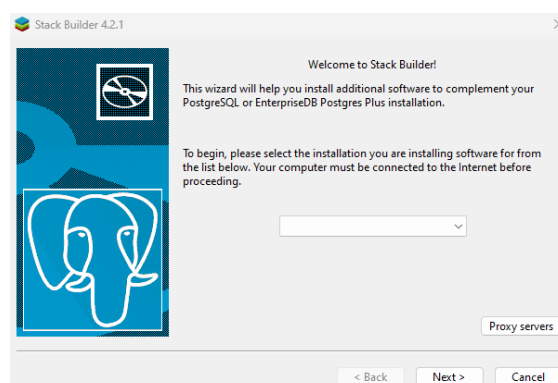 Stack Builder 4.2.1
Welcome to Stack Builder!
This wizard will help you install additional software to complement your
PostgreSQL or EnterpriseDB Postgres Plus installation.
To begin, please select the installation you are installing software for from
the list below. Your computer must be connected to the Internet before
proceeding.
Proxy servers
< Back
Next >
Cancel